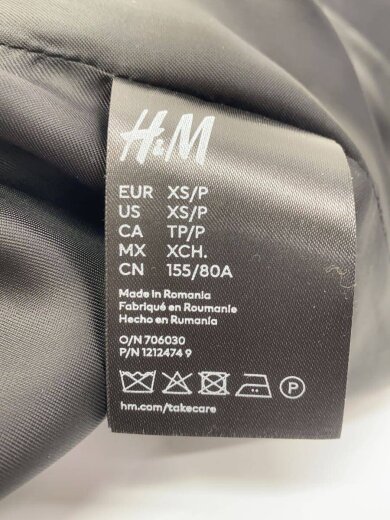 H&M
EUR XS/P
US XS/P
CA TP/P
MX XCH.
CN 155/80A
Made in Romania
Fabriqué en Roumanie
Hecho en Rumanía
O/N 706030
P/N 1212474 9
P
hm.com/takecare